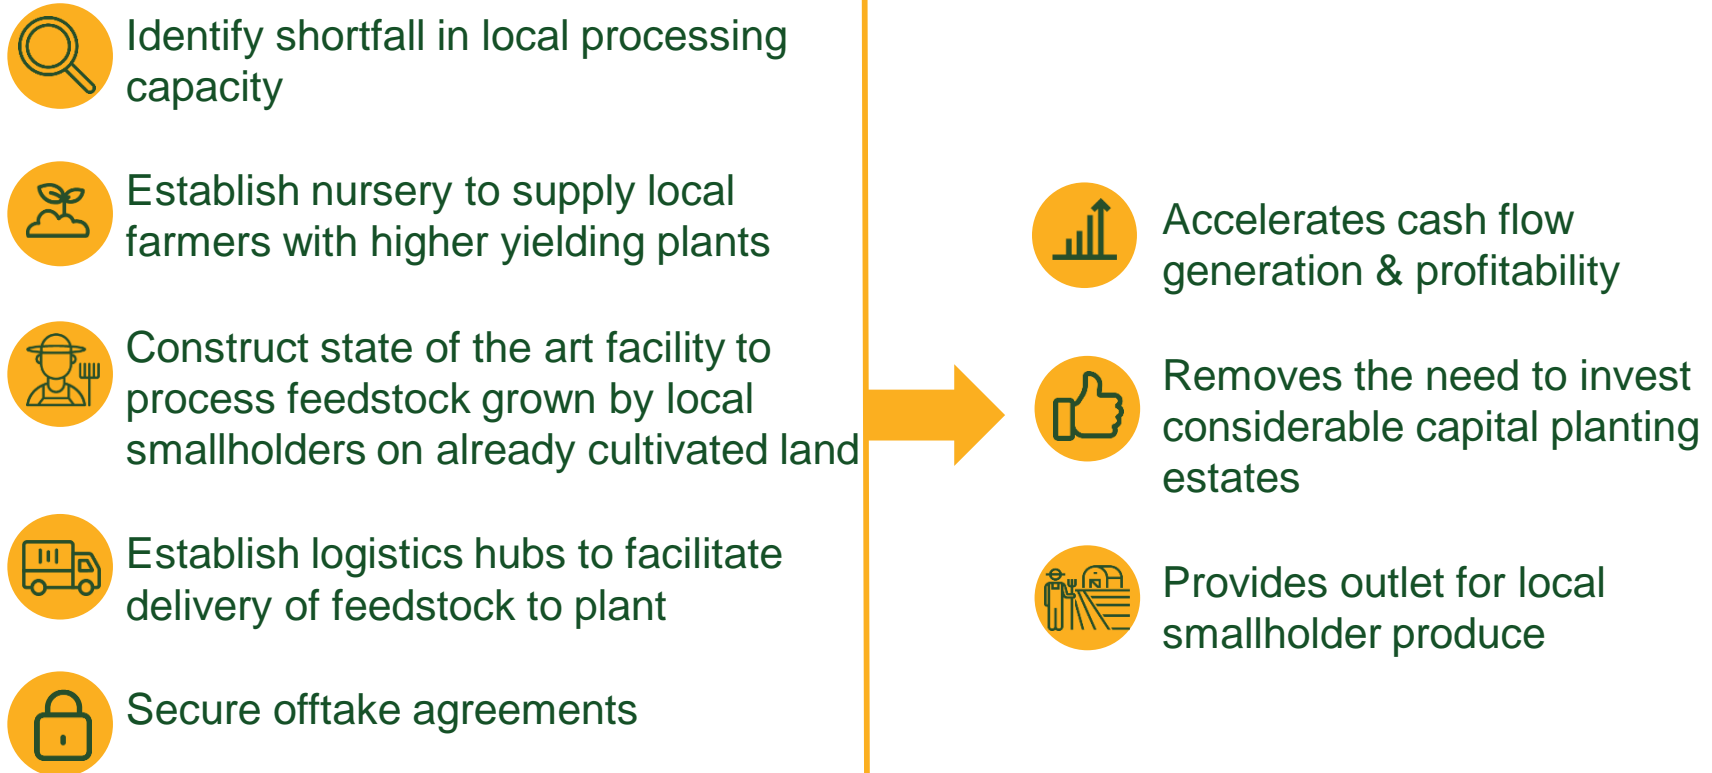 Identify shortfall in local processing
capacity
Establish nursery to supply local
farmers with higher yielding plants
Construct state of the art facility to
process feedstock grown by local
smallholders on already cultivated land
Establish logistics hubs to facilitate
delivery of feedstock to plant
Secure offtake agreements
Accelerates cash flow
generation & profitability
Removes the need to invest
considerable capital planting
estates
Provides outlet for local
smallholder produce